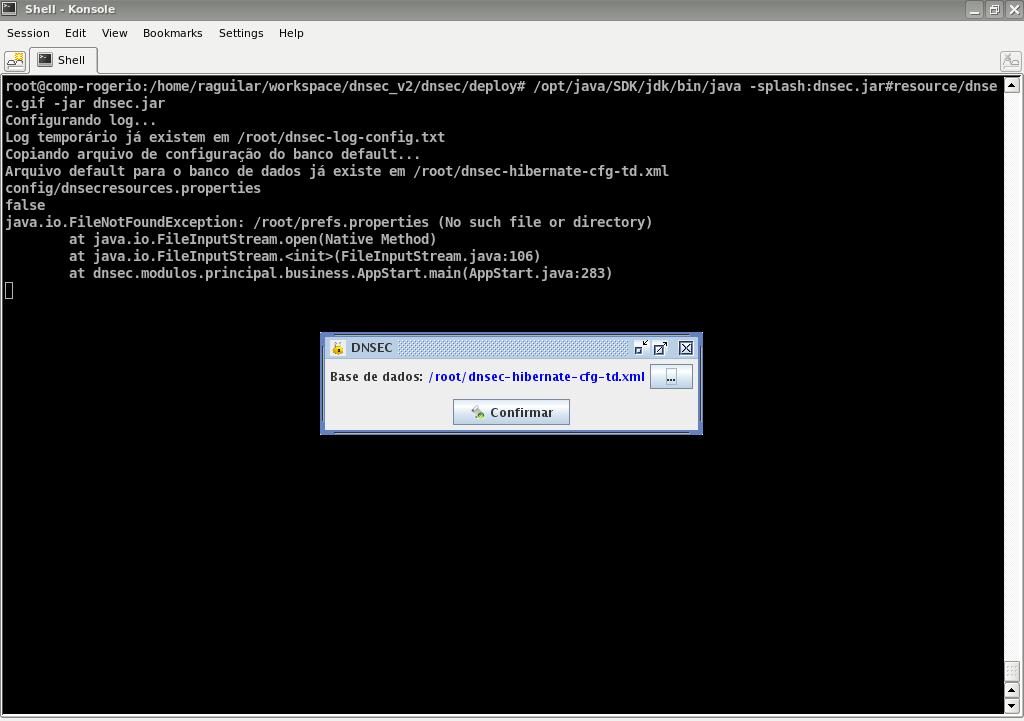 Shell - Konsole
Session Edit View Bookmarks Settings Help
Shell
root@comp-rogerio:/home/raguilar/workspace/dnsec_v2/dnsec/deploy# /opt/java/SDK/jdk/bin/java -splash:dnsec.jar#resource/dnse
c.gif -jar dnsec.jar
Configurando log...
Log temporário já existem em /root/dnsec-log-config.txt
Copiando arquivo de configuração do banco default...
Arquivo default para o banco de dados já existe em /root/dnsec-hibernate-cfg-td.xml
config/dnsecresources.properties
false
java.io.FileNotFoundException: /root/prefs.properties (No such file or directory)
at java.io.FileInputStream.open(Native Method)
at java.io.FileInputStream.<init>(FileInputStream.java:106)
at dnsec.modulos.principal.business.AppStart.main(AppStart.java:283)
DNSEC
Base de dados: /root/dnsec-hibernate-cfg-td.xml ...
Confirmar